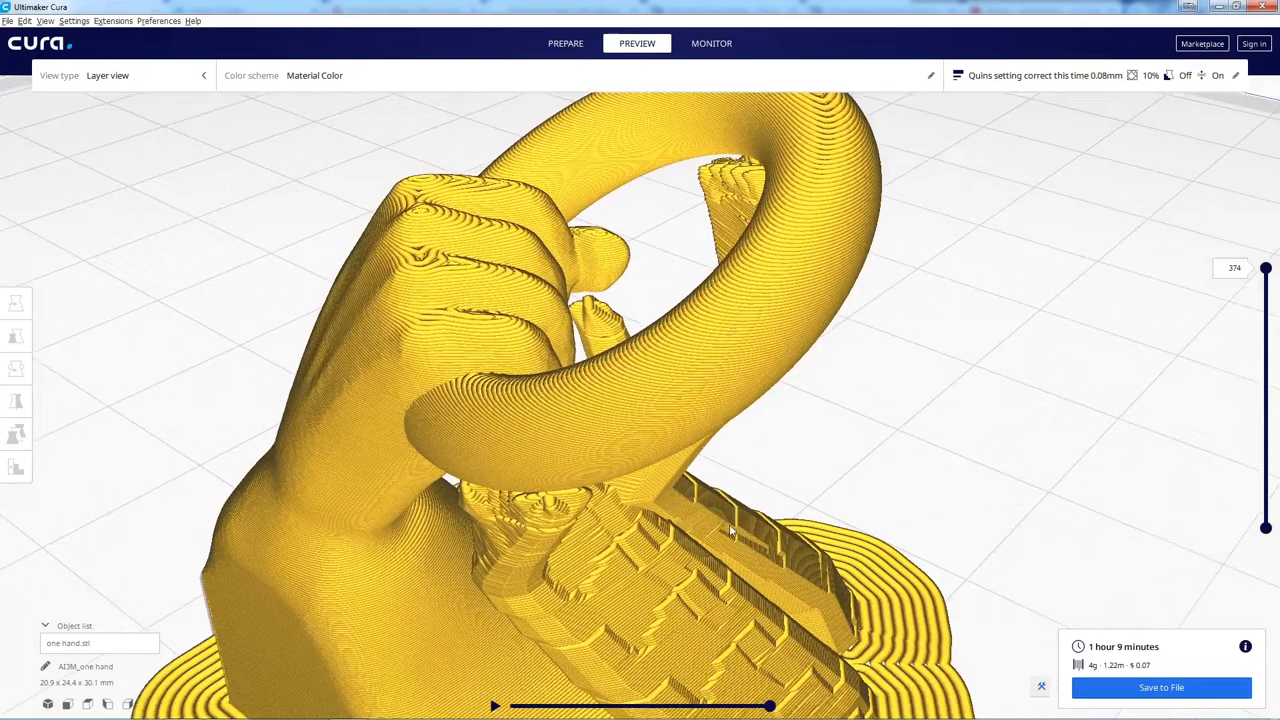 Ultimaker Cura
File Edit View Settings Extensions Preferences Help
cura.
PREPARE PREVIEW MONITOR
Marketplace Sign in
View type Layer view
Color scheme Material Color
Quins setting correct this time 0.08mm 10% Off On
374
Object list
one hand.stl
AI3M_one hand
20.9 x 24.4 x 30.1 mm
1 hour 9 minutes
4g · 1.22m · $ 0.07
Save to File